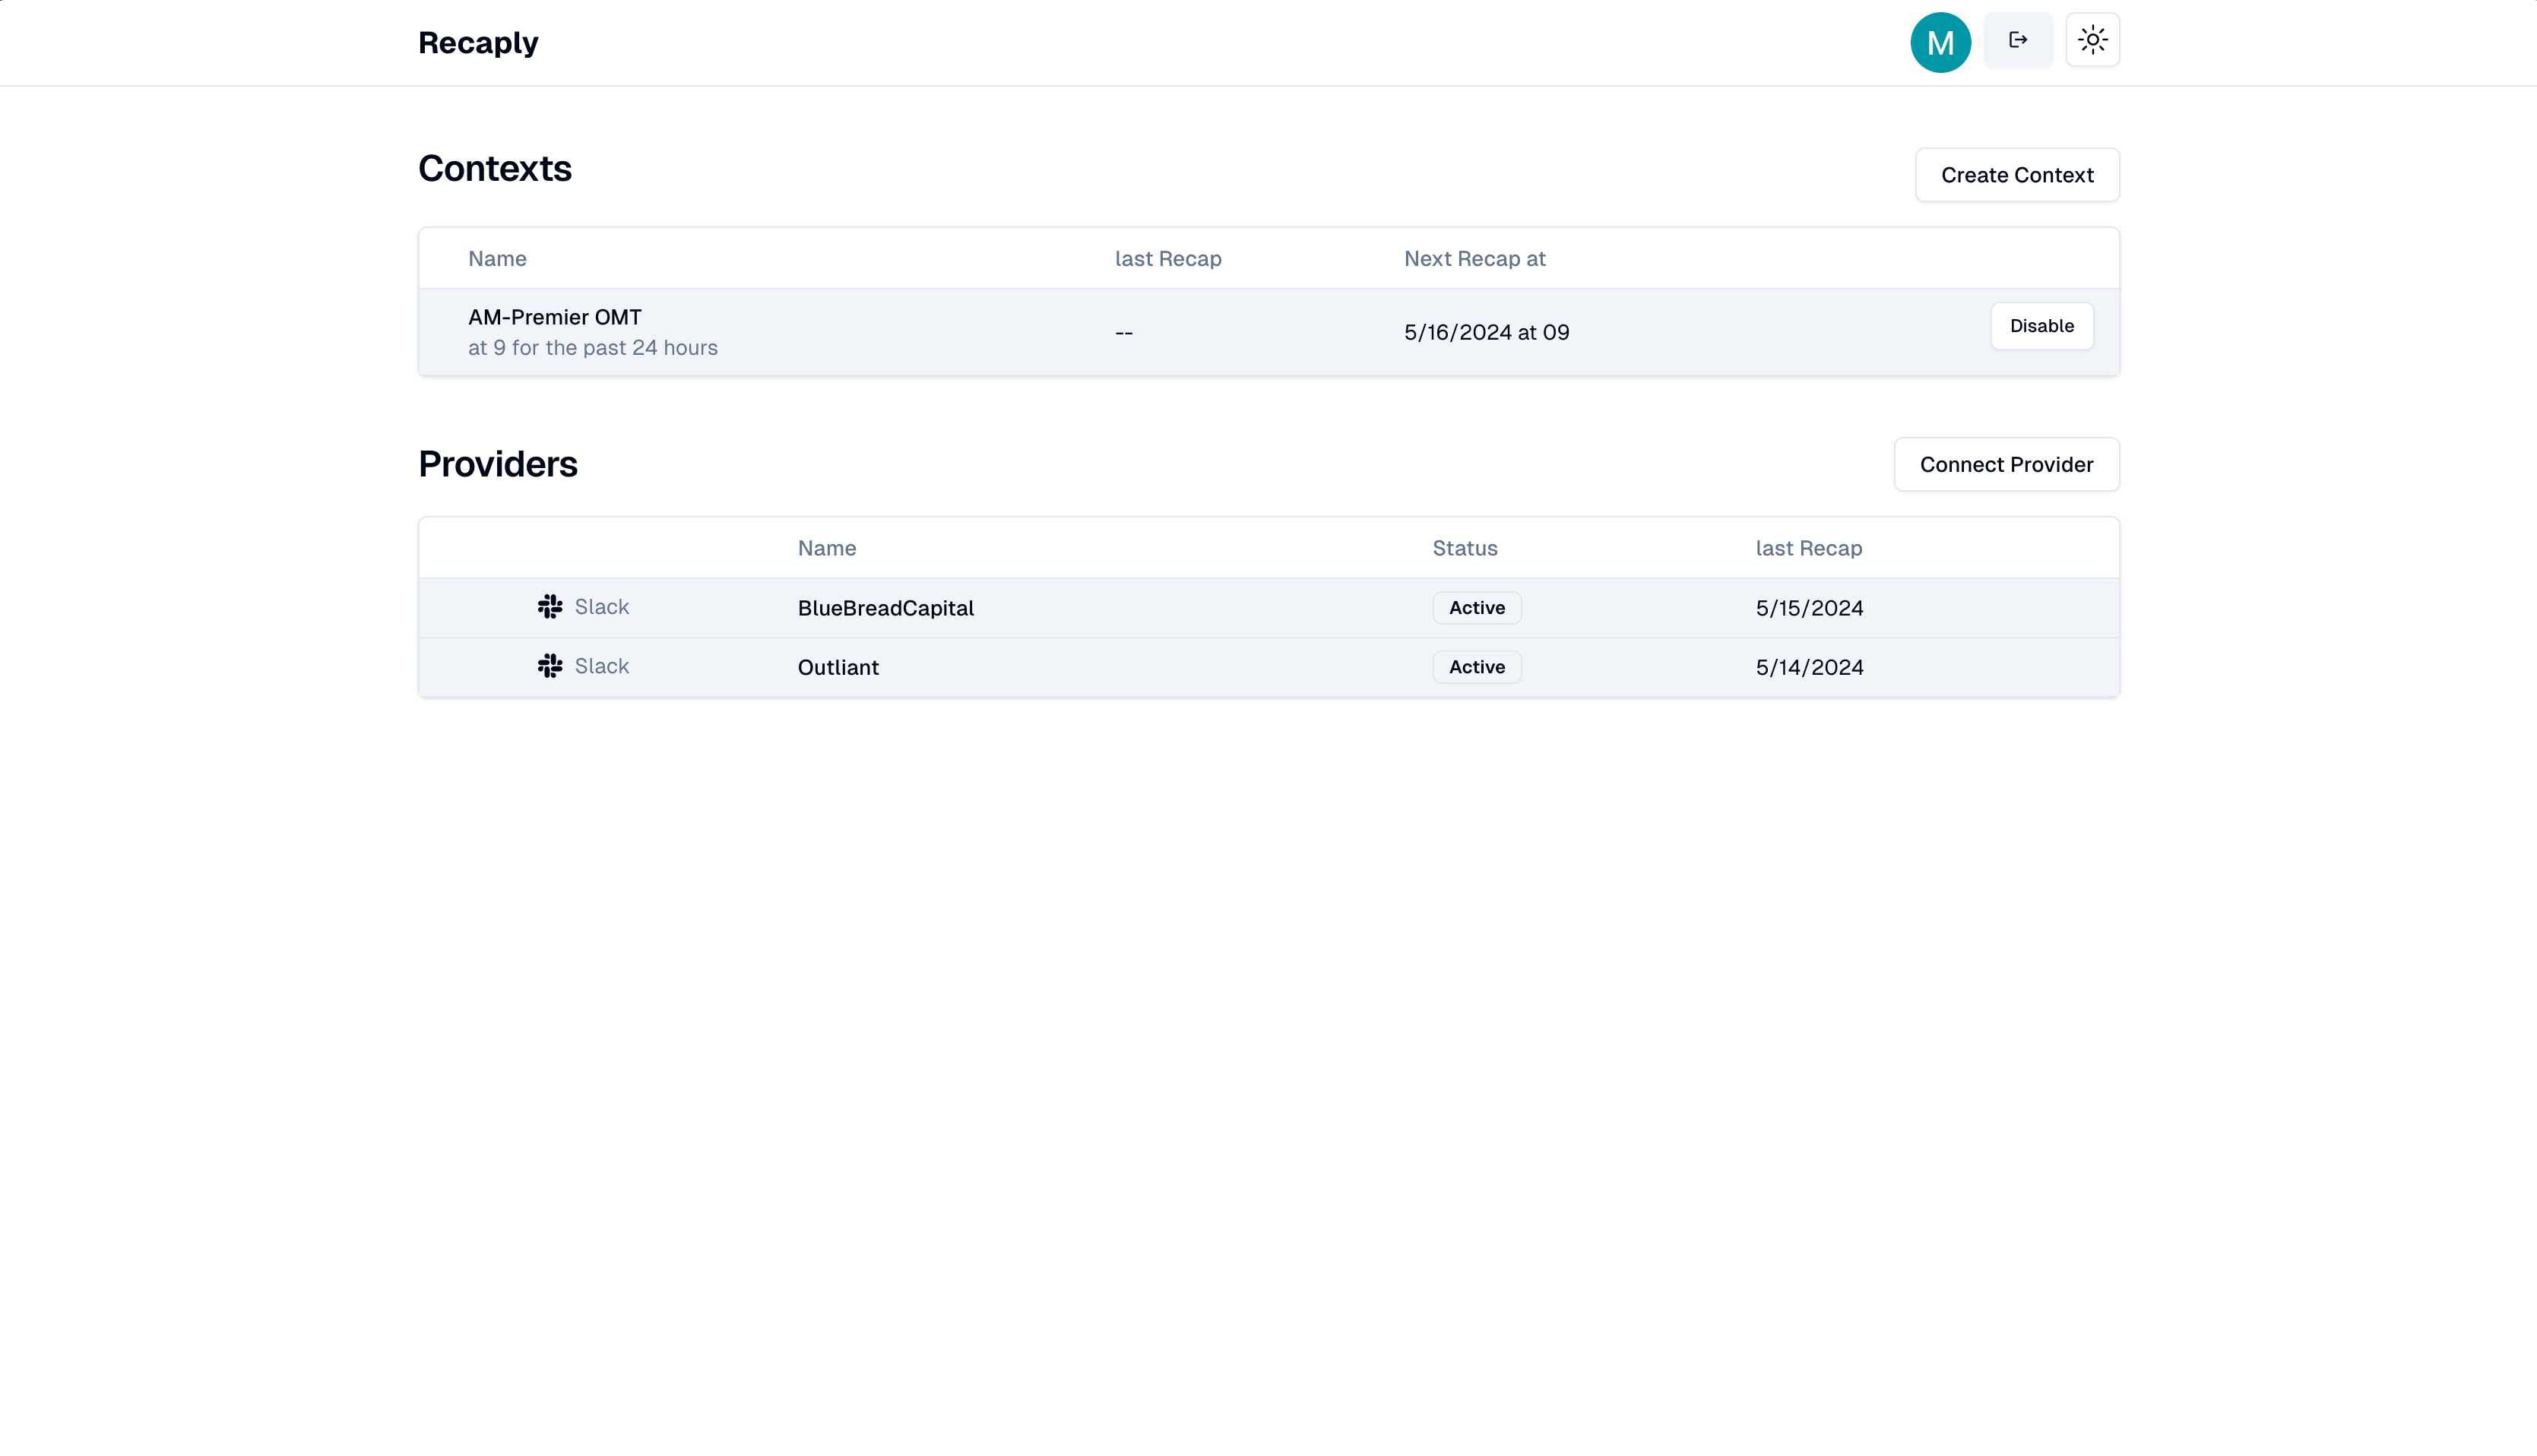 Recaply
M
Contexts
Create Context
Name last Recap Next Recap at
AM-Premier OMT
at 9 for the past 24 hours
-- 5/16/2024 at 09
Disable
Providers
Connect Provider
Name Status last Recap
Slack BlueBreadCapital Active 5/15/2024
Slack Outliant Active 5/14/2024